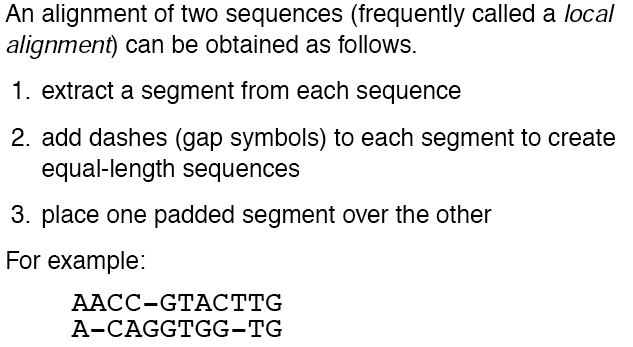 An alignment of two sequences (frequently called a local
alignment) can be obtained as follows.
1. extract a segment from each sequence
2. add dashes (gap symbols) to each segment to create
equal-length sequences
3. place one padded segment over the other
For example:
AACC–GTACTTG
A–CAGGTGG–TG